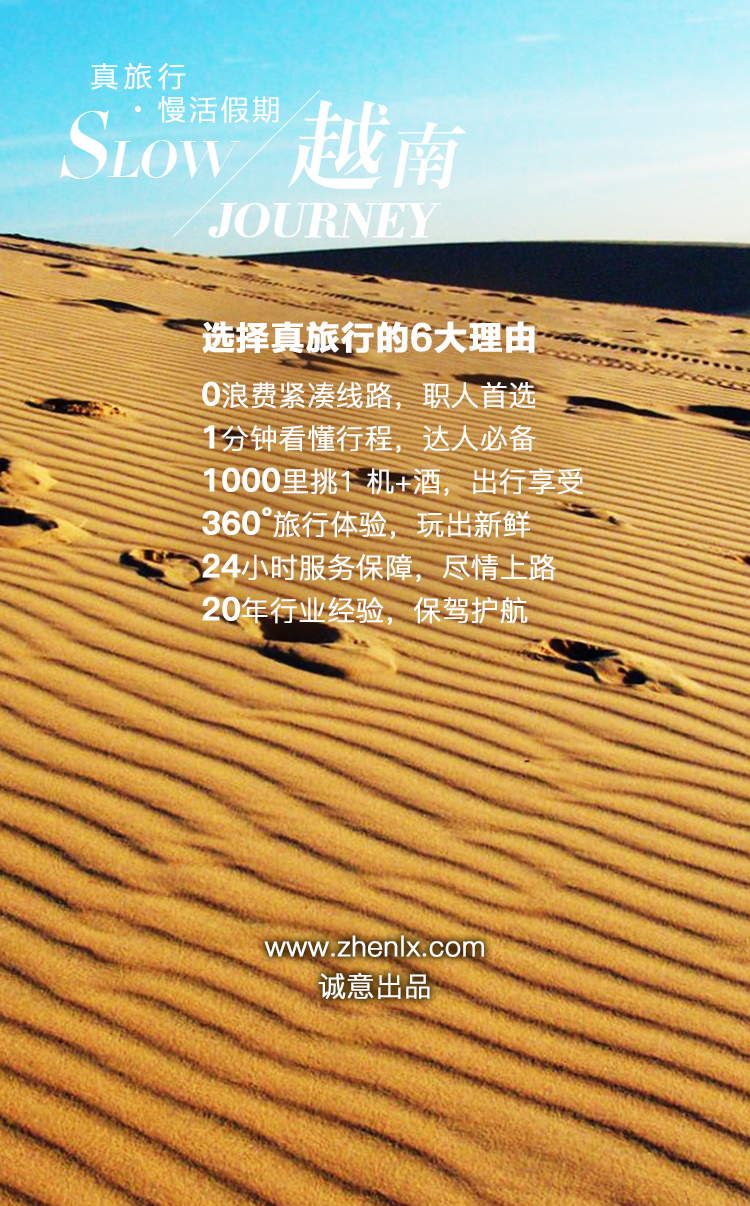 真旅行
·慢活假期
SLOW 越南
JOURNEY
选择真旅行的6大理由
0浪费紧凑线路，职人首选
1分钟看懂行程，达人必备
1000里挑1 机+酒，出行享受
360°旅行体验，玩出新鲜
24小时服务保障，尽情上路
20年行业经验，保驾护航
www.zhenlx.com
诚意出品